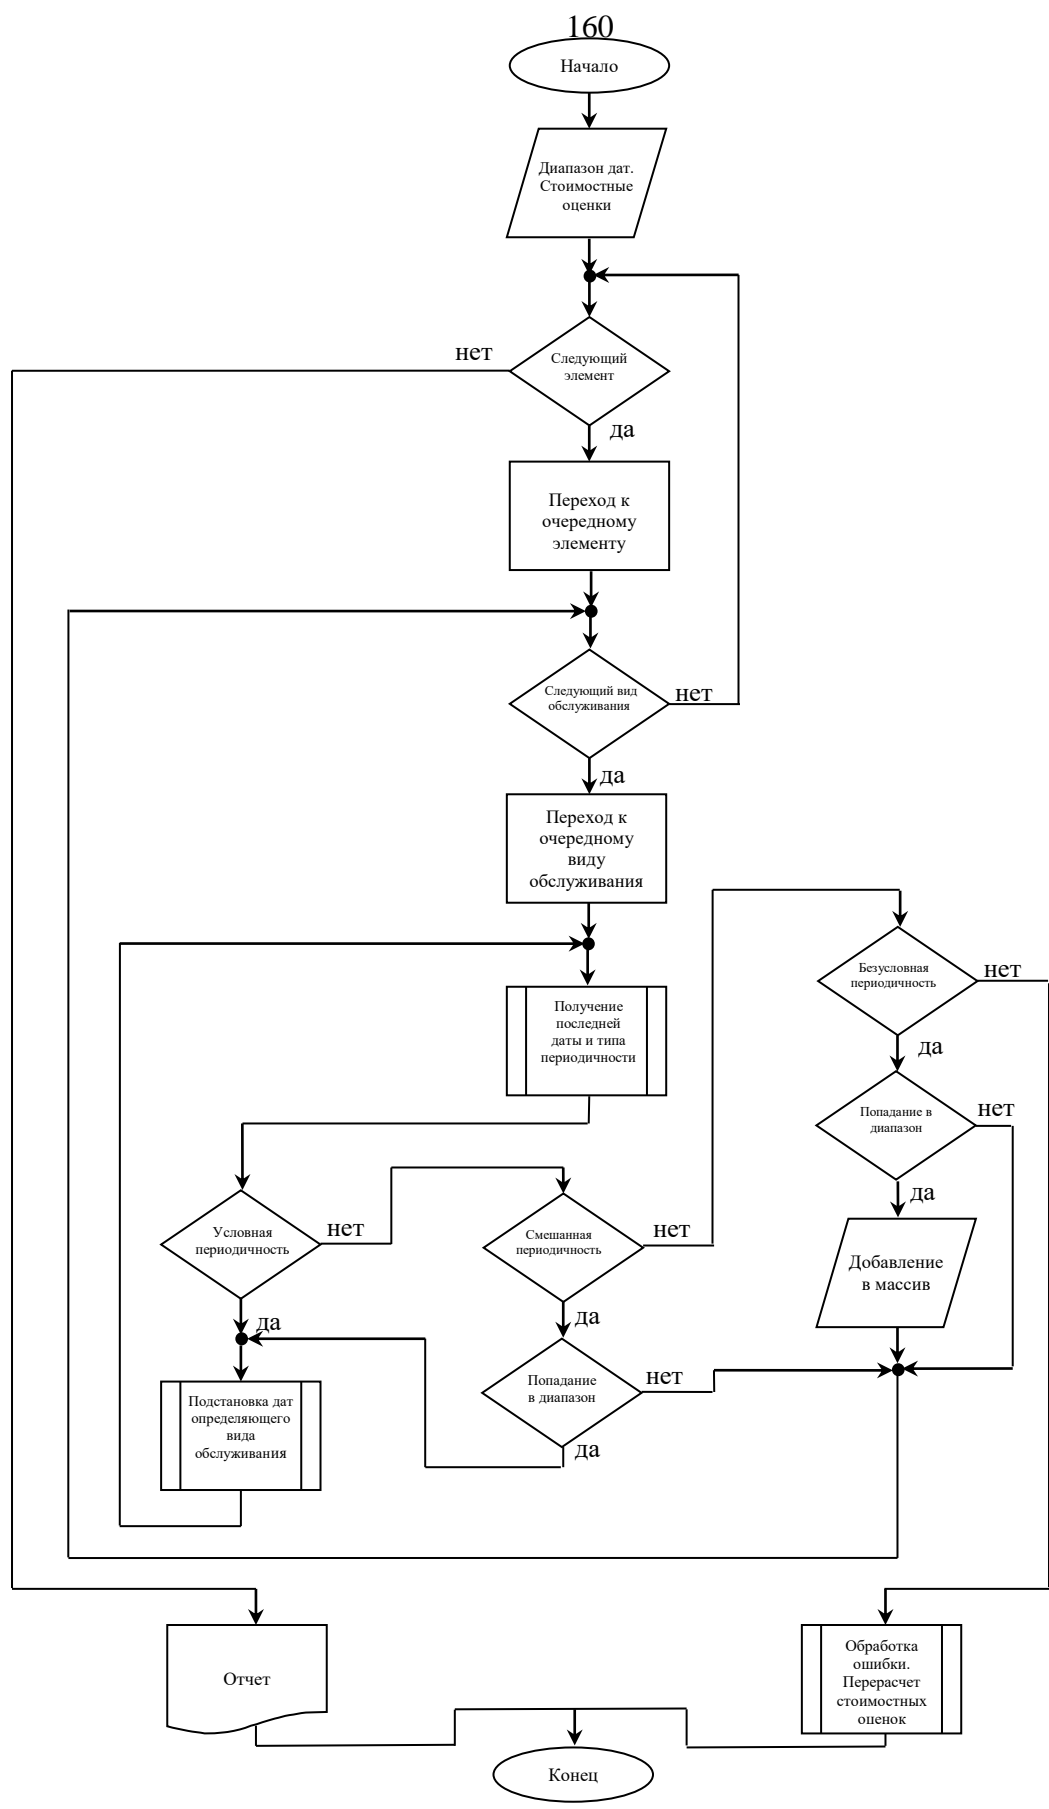 160
Начало
Диапазон дат.
Стоимостные
оценки
нет
Следующий
элемент
да
Переход к
очередному
элементу
Следующий вид
обслуживания
нет
да
Переход к
очередному
виду
обслуживания
Безусловная
периодичность
нет
Получение
последней
даты и типа
периодичности
да
Попадание в
диапазон
нет
да
Условная
периодичность
нет
Смешанная
периодичность
нет
Добавление
в массив
да
да
Попадание
в диапазон
нет
да
Подстановка дат
определяющего
вида
обслуживания
Отчет
Обработка
ошибки.
Перерасчет
стоимостных
оценок
Конец